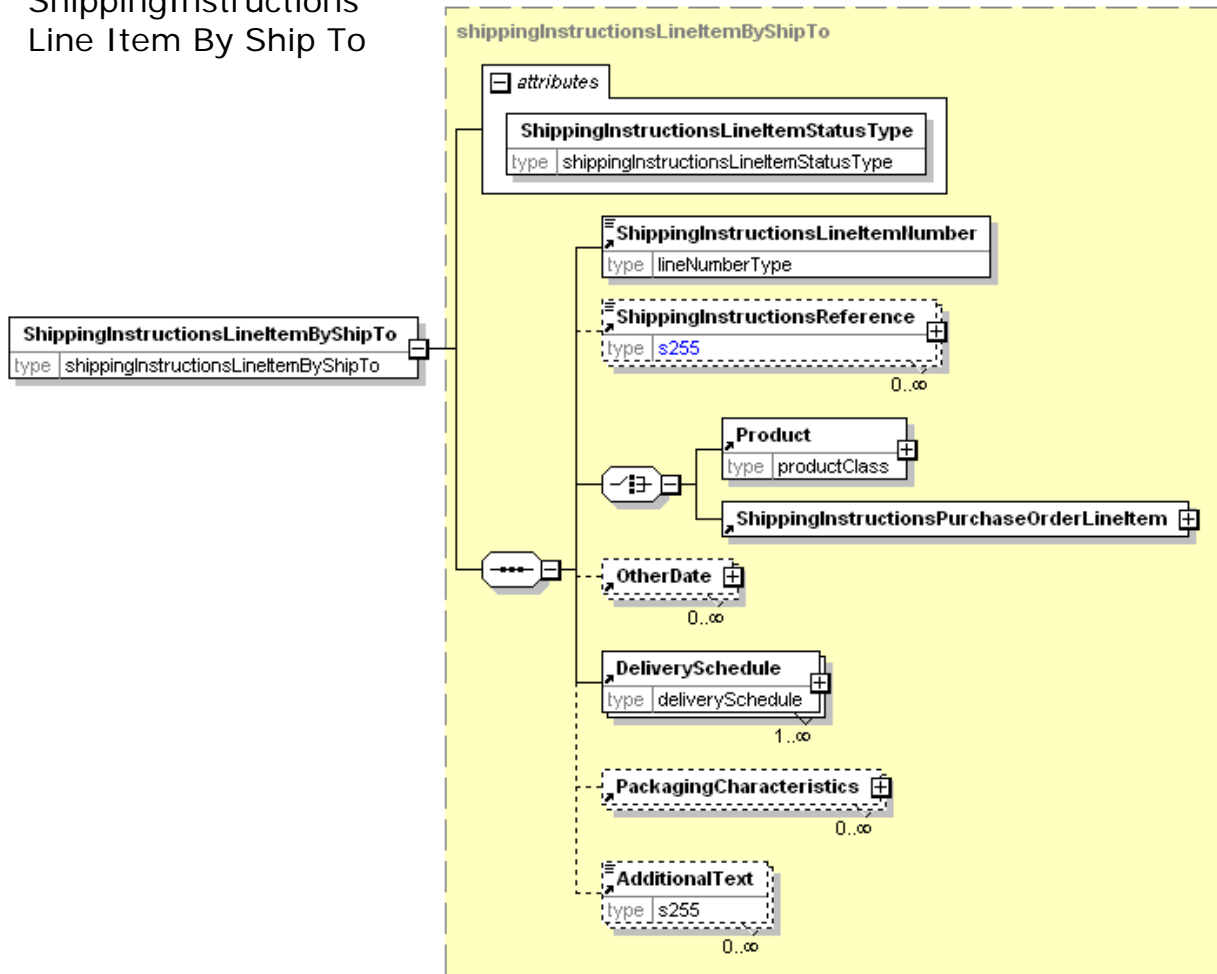 ShippingInstructions
Line Item By Ship To
shippingInstructionsLineItemByShipTo
attributes
ShippingInstructionsLineItemStatusType
type shippingInstructionsLineItemStatusType
ShippingInstructionsLineItemNumber
type lineNumberType
ShippingInstructionsLineItemByShipTo
type shippingInstructionsLineItemByShipTo
ShippingInstructionsReference
type s255
0..∞
Product
type productClass
ShippingInstructionsPurchaseOrderLineItem
OtherDate
0..∞
DeliverySchedule
type deliverySchedule
1..∞
PackagingCharacteristics
0..∞
AdditionalText
type s255
0..∞